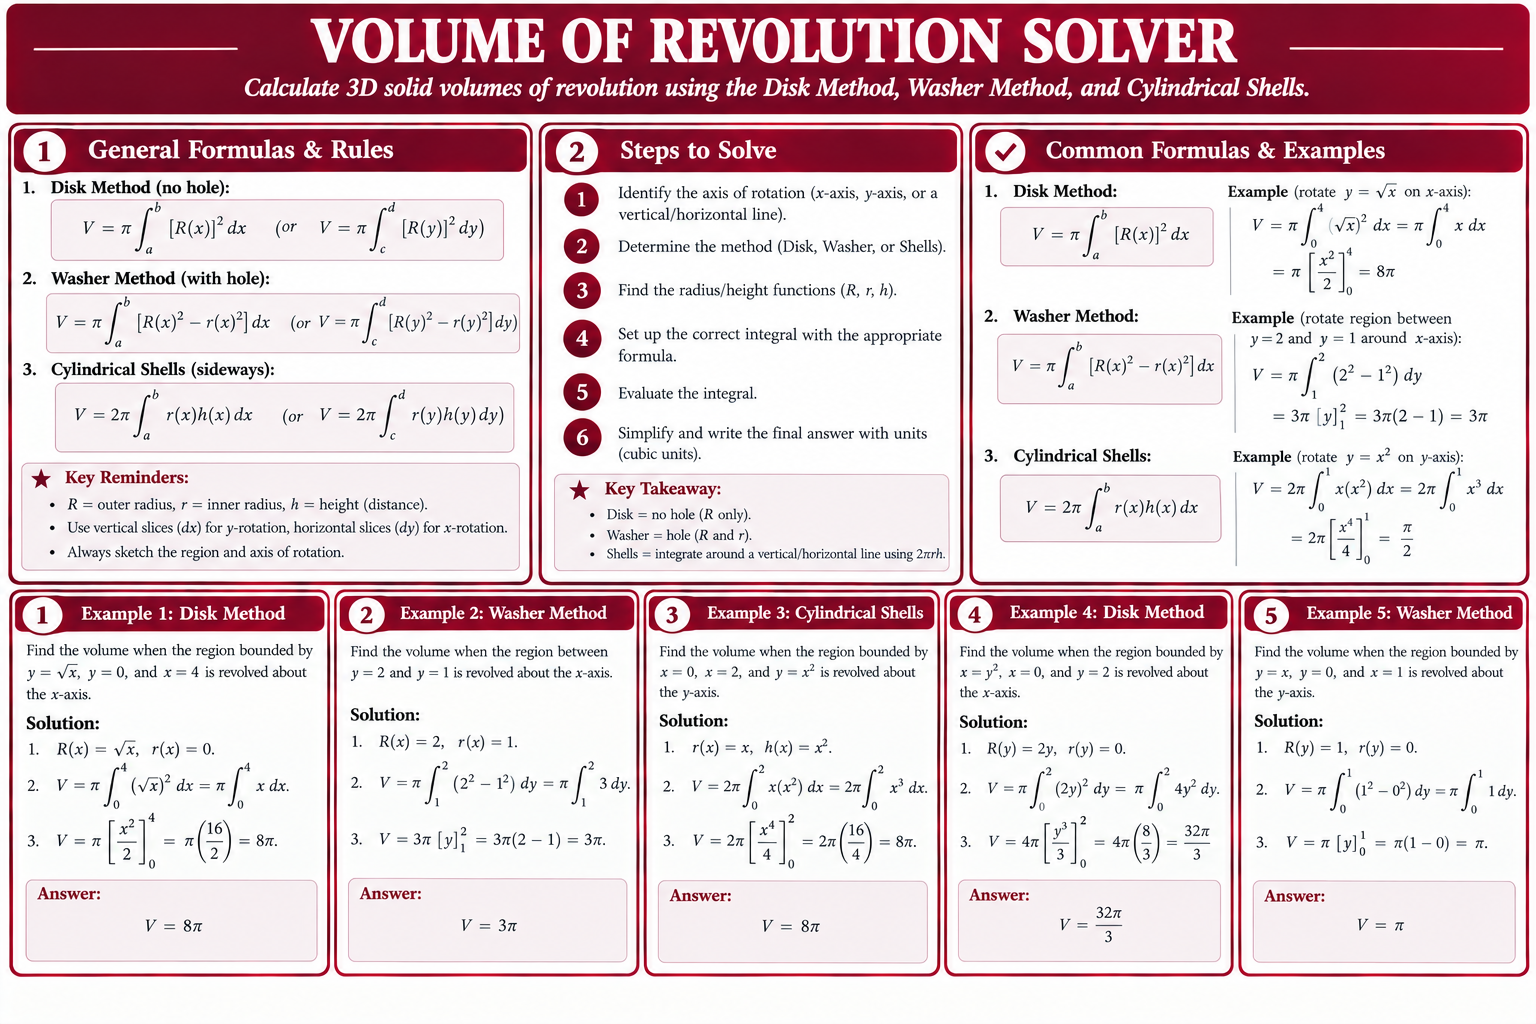 VOLUME OF REVOLUTION SOLVER
Calculate 3D solid volumes of revolution using the Disk Method, Washer Method, and Cylindrical Shells.
1 General Formulas & Rules
1. Disk Method (no hole):
V = π ∫_a^b [R(x)]² dx (or V = π ∫_c^d [R(y)]² dy)
2. Washer Method (with hole):
V = π ∫_a^b [R(x)² − r(x)²] dx (or V = π ∫_c^d [R(y)² − r(y)²] dy)
3. Cylindrical Shells (sideways):
V = 2π ∫_a^b r(x)h(x) dx (or V = 2π ∫_c^d r(y)h(y) dy)
★ Key Reminders:
• R = outer radius, r = inner radius, h = height (distance).
• Use vertical slices (dx) for y-rotation, horizontal slices (dy) for x-rotation.
• Always sketch the region and axis of rotation.
2 Steps to Solve
1 Identify the axis of rotation (x-axis, y-axis, or a
vertical/horizontal line).
2 Determine the method (Disk, Washer, or Shells).
3 Find the radius/height functions (R, r, h).
4 Set up the correct integral with the appropriate
formula.
5 Evaluate the integral.
6 Simplify and write the final answer with units
(cubic units).
★ Key Takeaway:
• Disk = no hole (R only).
• Washer = hole (R and r).
• Shells = integrate around a vertical/horizontal line using 2πrh.
✓ Common Formulas & Examples
1. Disk Method:
V = π ∫_a^b [R(x)]² dx
Example (rotate y = √x on x-axis):
V = π ∫_0^4 (√x)² dx = π ∫_0^4 x dx
= π [x²/2]_0^4 = 8π
2. Washer Method:
V = π ∫_a^b [R(x)² − r(x)²] dx
Example (rotate region between
y = 2 and y = 1 around x-axis):
V = π ∫_1^2 (2² − 1²) dy
= 3π [y]_1^2 = 3π(2 − 1) = 3π
3. Cylindrical Shells:
V = 2π ∫_a^b r(x)h(x) dx
Example (rotate y = x² on y-axis):
V = 2π ∫_0^1 x(x²) dx = 2π ∫_0^1 x³ dx
= 2π [x⁴/4]_0^1 = π/2
1 Example 1: Disk Method
Find the volume when the region bounded by
y = √x, y = 0, and x = 4 is revolved about
the x-axis.
Solution:
1. R(x) = √x, r(x) = 0.
2. V = π ∫_0^4 (√x)² dx = π ∫_0^4 x dx.
3. V = π [x²/2]_0^4 = π(16/2) = 8π.
Answer:
V = 8π
2 Example 2: Washer Method
Find the volume when the region between
y = 2 and y = 1 is revolved about the x-axis.
Solution:
1. R(x) = 2, r(x) = 1.
2. V = π ∫_1^2 (2² − 1²) dy = π ∫_1^2 3 dy.
3. V = 3π [y]_1^2 = 3π(2 − 1) = 3π.
Answer:
V = 3π
3 Example 3: Cylindrical Shells
Find the volume when the region bounded by
x = 0, x = 2, and y = x² is revolved about
the y-axis.
Solution:
1. r(x) = x, h(x) = x².
2. V = 2π ∫_0^2 x(x²) dx = 2π ∫_0^2 x³ dx.
3. V = 2π [x⁴/4]_0^2 = 2π(16/4) = 8π.
Answer:
V = 8π
4 Example 4: Disk Method
Find the volume when the region bounded by
x = y², x = 0, and y = 2 is revolved about
the x-axis.
Solution:
1. R(y) = 2y, r(y) = 0.
2. V = π ∫_0^2 (2y)² dy = π ∫_0^2 4y² dy.
3. V = 4π [y³/3]_0^2 = 4π(8/3) = 32π/3
Answer:
V = 32π/3
5 Example 5: Washer Method
Find the volume when the region bounded by
y = x, y = 0, and x = 1 is revolved about
the y-axis.
Solution:
1. R(y) = 1, r(y) = 0.
2. V = π ∫_0^1 (1² − 0²) dy = π ∫_0^1 1 dy.
3. V = π [y]_0^1 = π(1 − 0) = π.
Answer:
V = π